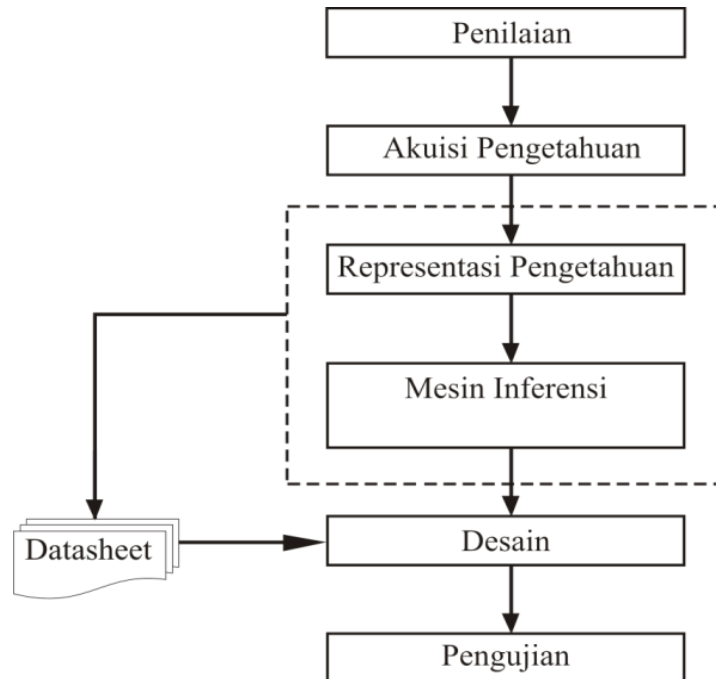 Penilaian
Akuisi Pengetahuan
Representasi Pengetahuan
Mesin Inferensi
Datasheet
Desain
Pengujian